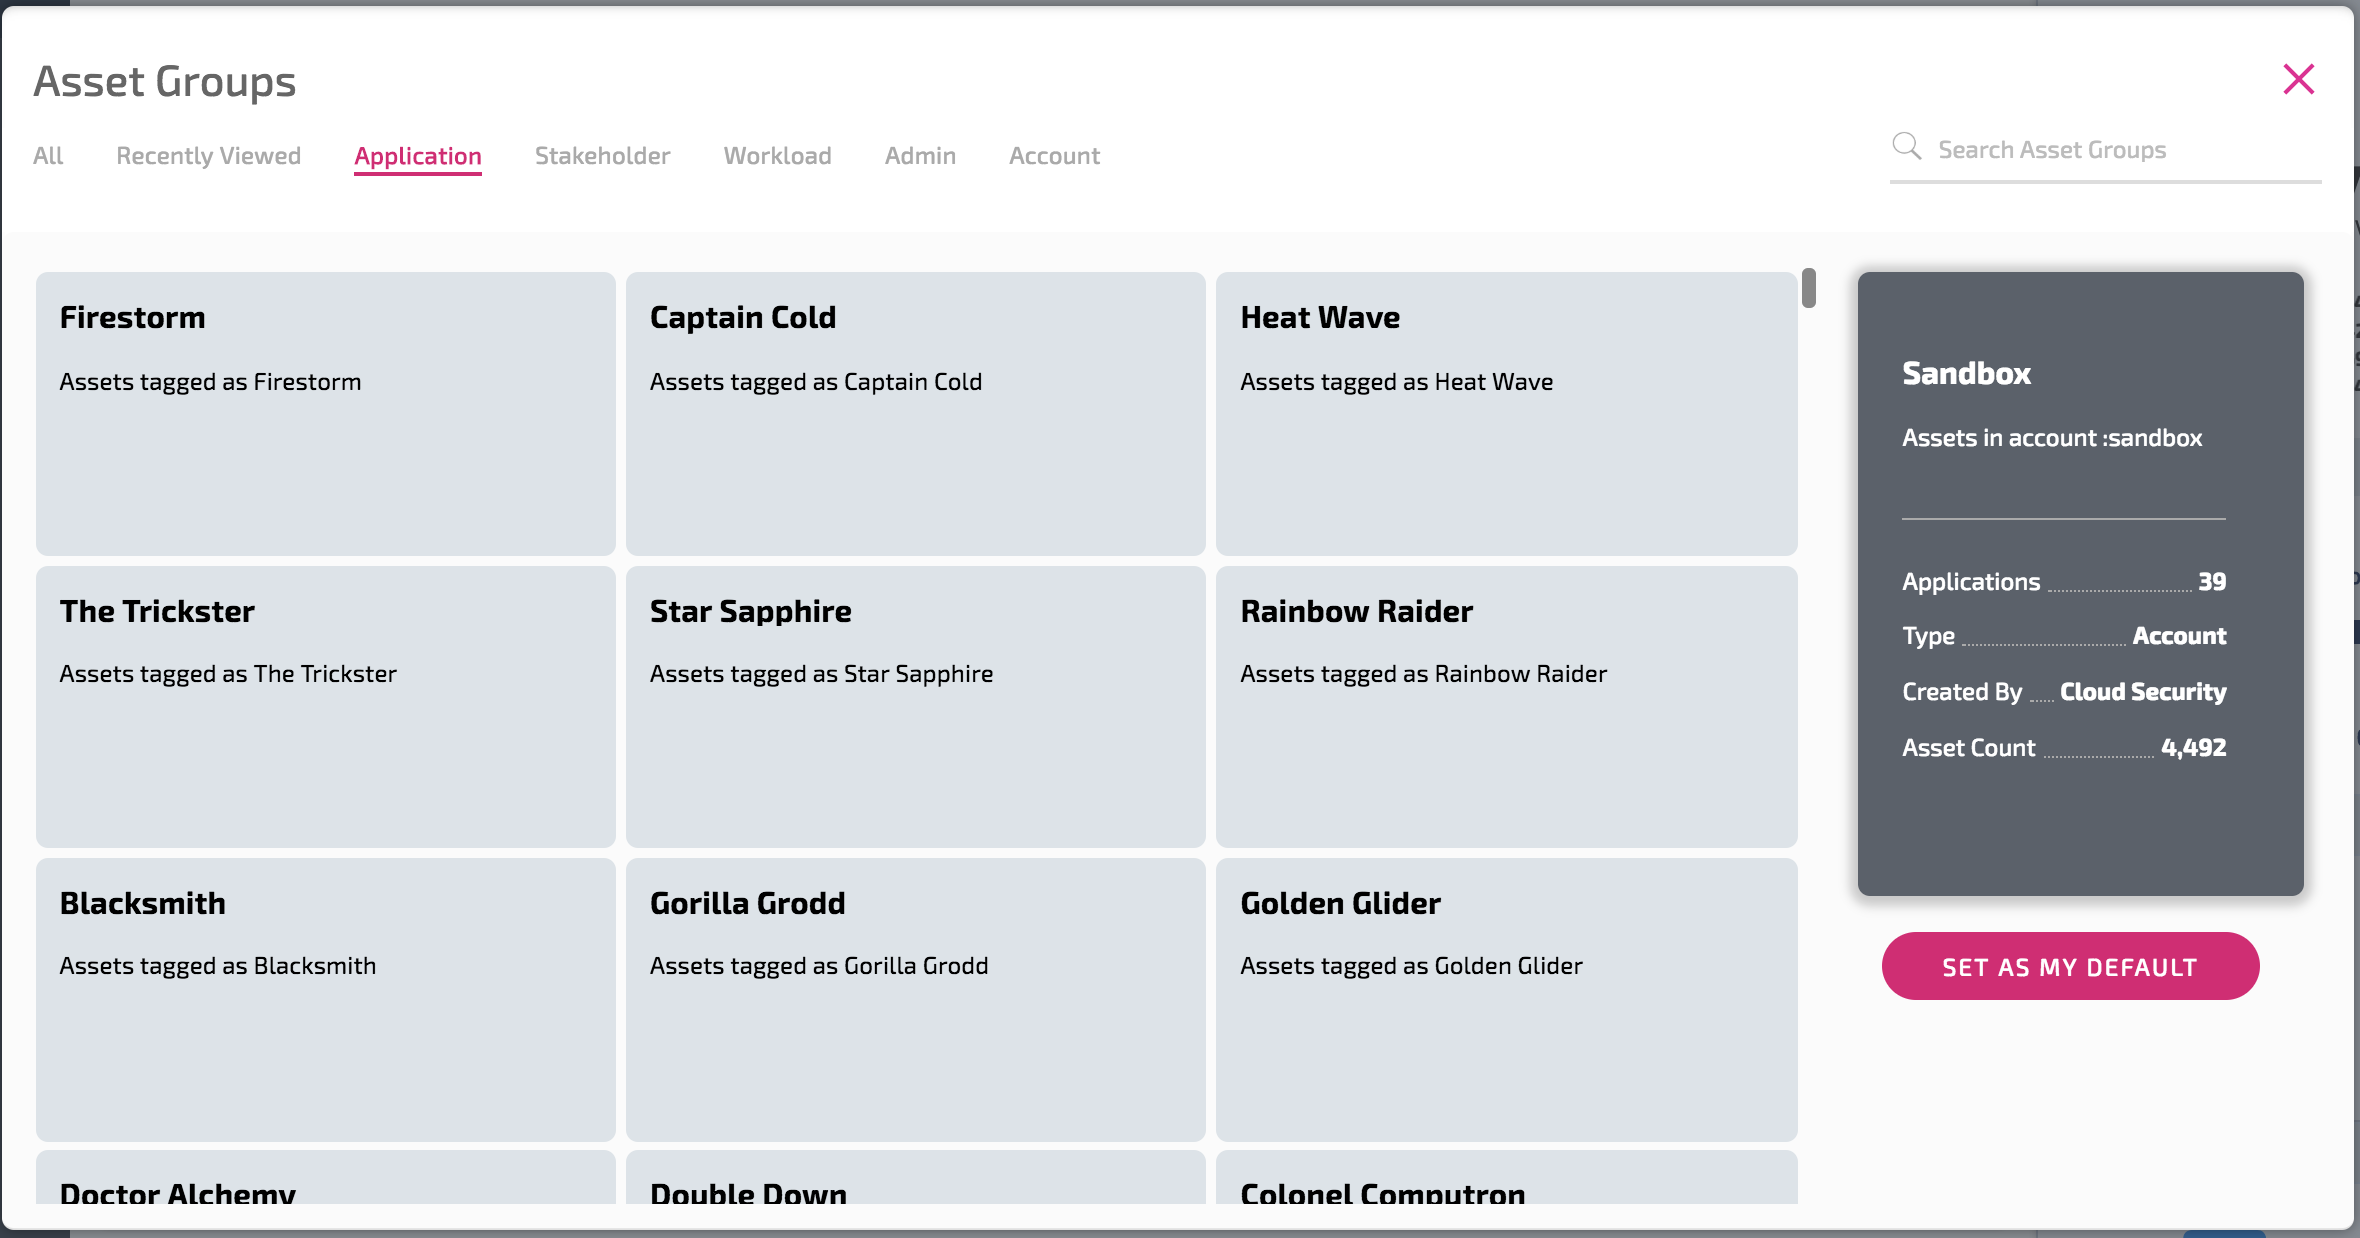 Asset Groups
All
Recently Viewed
Application
Stakeholder
Workload
Admin
Account
Search Asset Groups
Firestorm
Assets tagged as Firestorm
Captain Cold
Assets tagged as Captain Cold
Heat Wave
Assets tagged as Heat Wave
The Trickster
Assets tagged as The Trickster
Star Sapphire
Assets tagged as Star Sapphire
Rainbow Raider
Assets tagged as Rainbow Raider
Blacksmith
Assets tagged as Blacksmith
Gorilla Grodd
Assets tagged as Gorilla Grodd
Golden Glider
Assets tagged as Golden Glider
Doctor Alchemy
Double Down
Colonel Computron
Sandbox
Assets in account :sandbox
Applications 39
Type Account
Created By Cloud Security
Asset Count 4,492
SET AS MY DEFAULT